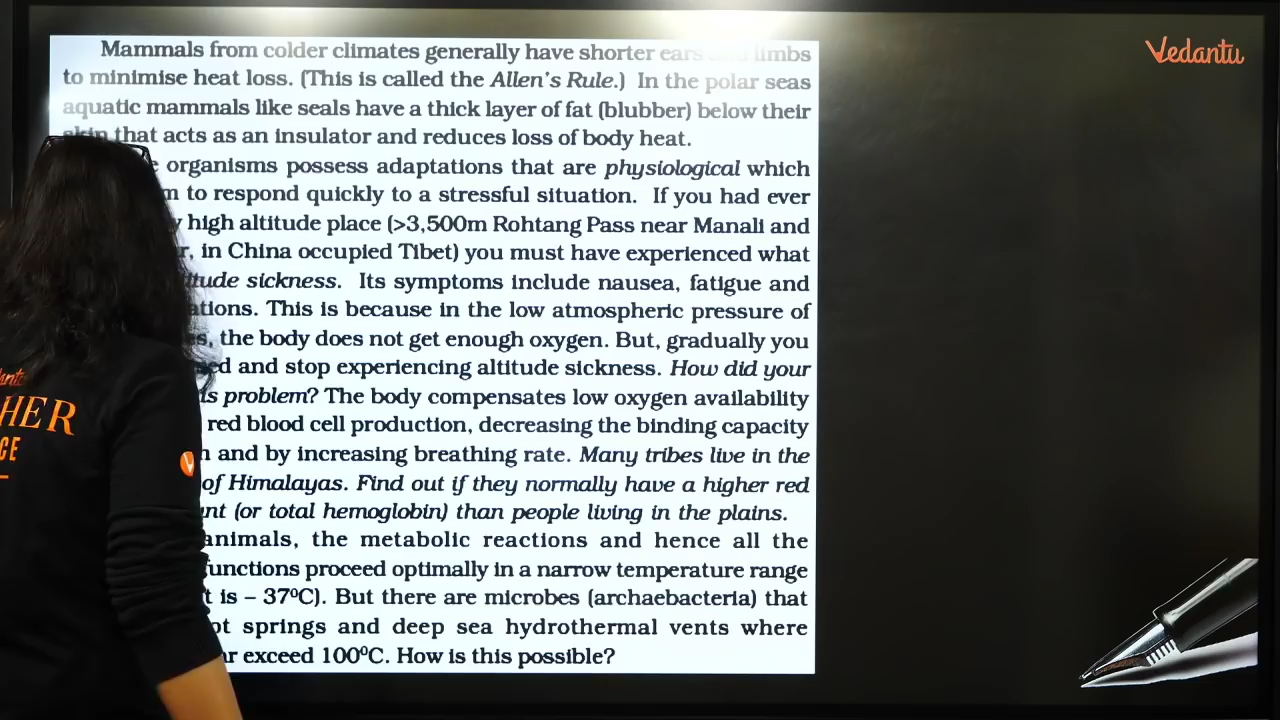 Mammals from colder climates generally have shorter ears limbs
to minimise heat loss. (This is called the Allen's Rule.) In the polar seas
aquatic mammals like seals have a thick layer of fat (blubber) below their
skin that acts as an insulator and reduces loss of body heat.
organisms possess adaptations that are physiological which
to respond quickly to a stressful situation. If you had ever
high altitude place (>3,500m Rohtang Pass near Manali and
in China occupied Tibet) you must have experienced what
sickness. Its symptoms include nausea, fatigue and
This is because in the low atmospheric pressure of
the body does not get enough oxygen. But, gradually you
and stop experiencing altitude sickness. How did your
problem? The body compensates low oxygen availability
red blood cell production, decreasing the binding capacity
and by increasing breathing rate. Many tribes live in the
of Himalayas. Find out if they normally have a higher red
(or total hemoglobin) than people living in the plains.
animals, the metabolic reactions and hence all the
functions proceed optimally in a narrow temperature range
is – 37⁰C). But there are microbes (archaebacteria) that
springs and deep sea hydrothermal vents where
exceed 100⁰C. How is this possible?
Vedantu